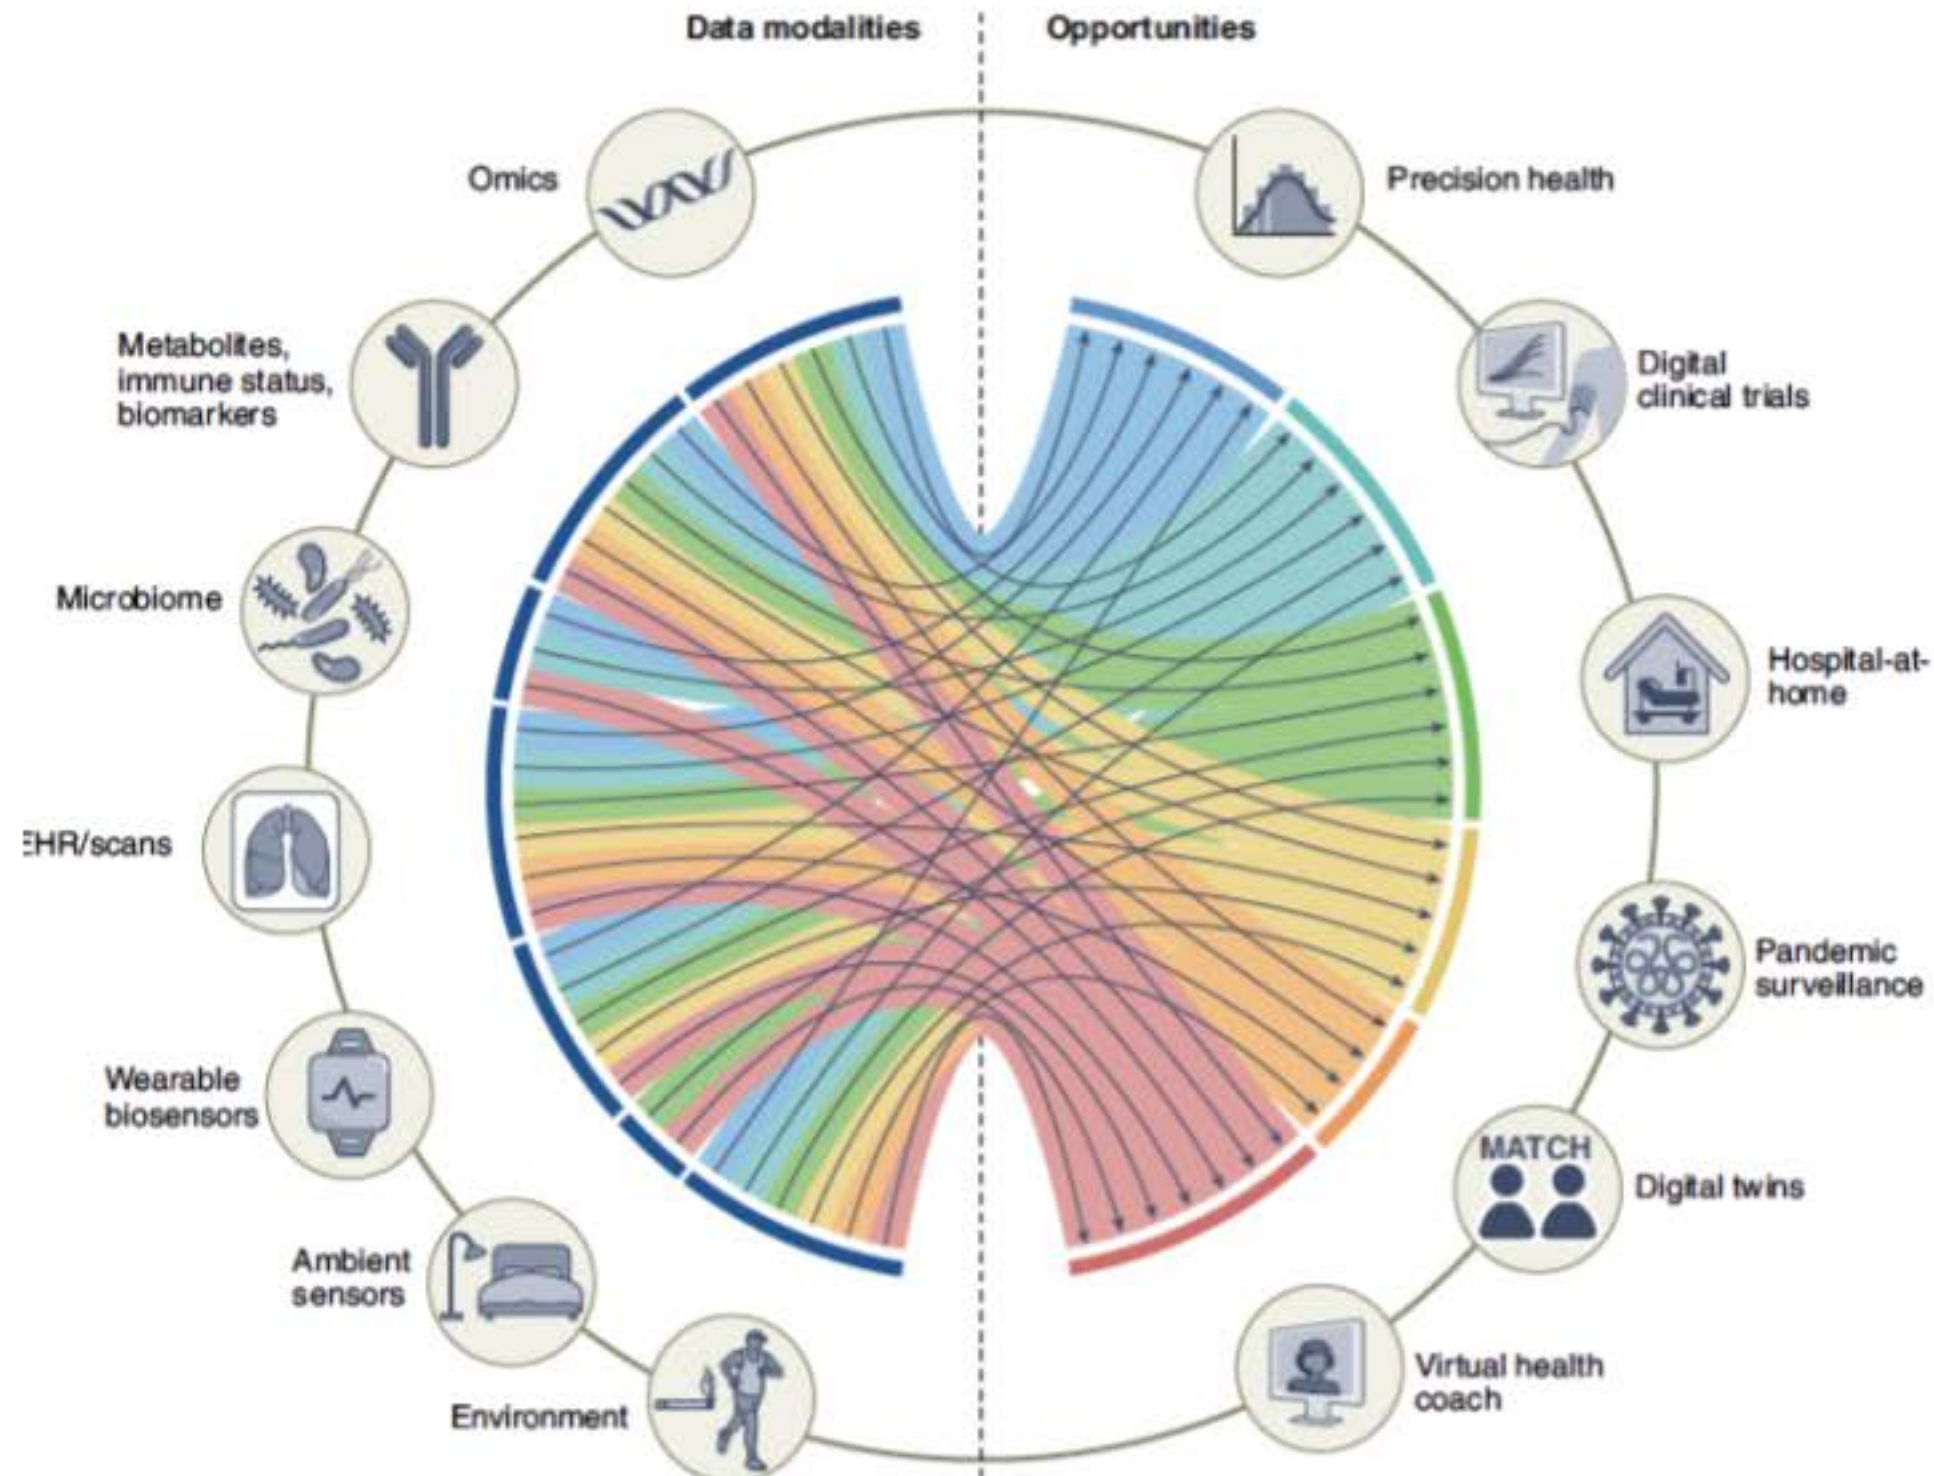 Data modalities
Opportunities
Omics
Metabolites,
immune status,
biomarkers
Microbiome
EHR/scans
Wearable
biosensors
Ambient
sensors
Environment
Precision health
Digital
clinical trials
Hospital-at-
home
Pandemic
surveillance
MATCH
Digital twins
Virtual health
coach